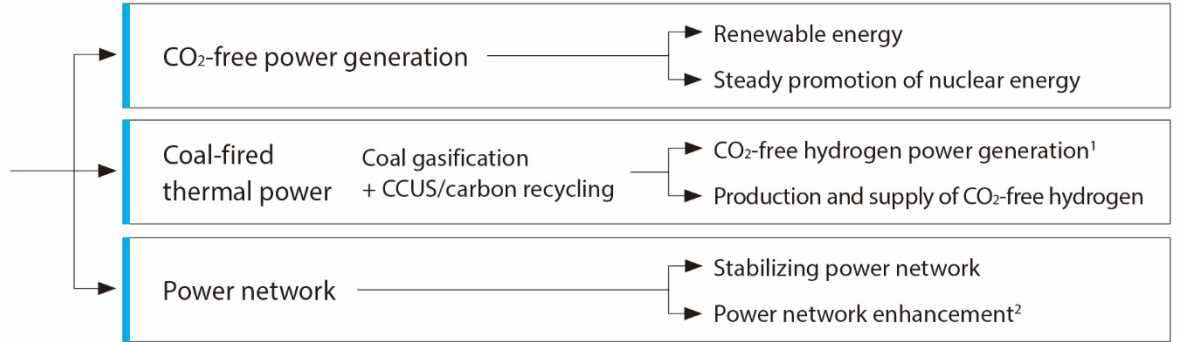 CO₂-free power generation
Renewable energy
Steady promotion of nuclear energy
Coal-fired
thermal power
Coal gasification
+ CCUS/carbon recycling
CO₂-free hydrogen power generation¹
Production and supply of CO₂-free hydrogen
Power network
Stabilizing power network
Power network enhancement²